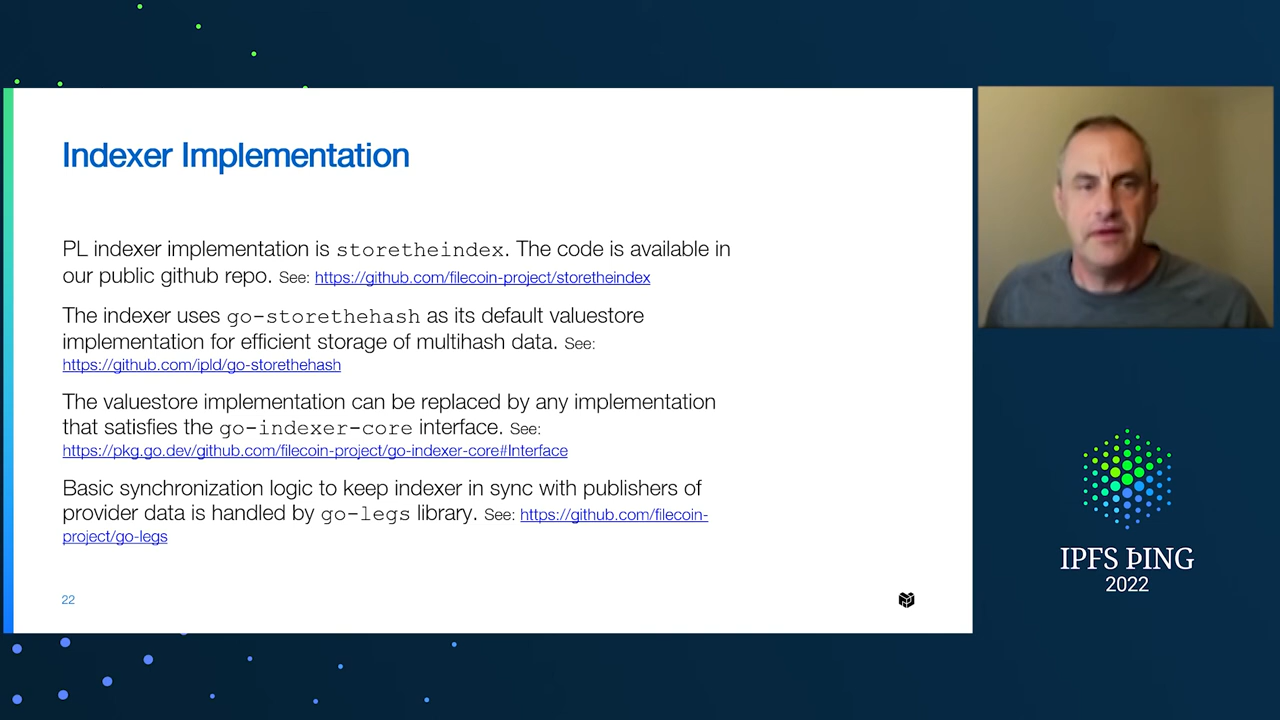 Indexer Implementation
PL indexer implementation is storetheindex. The code is available in
our public github repo. See: https://github.com/filecoin-project/storetheindex
The indexer uses go-storethehash as its default valuestore
implementation for efficient storage of multihash data. See:
https://github.com/ipld/go-storethehash
The valuestore implementation can be replaced by any implementation
that satisfies the go-indexer-core interface. See:
https://pkg.go.dev/github.com/filecoin-project/go-indexer-core#Interface
Basic synchronization logic to keep indexer in sync with publishers of
provider data is handled by go-legs library. See: https://github.com/filecoin-
project/go-legs
22
IPFS ÞING
2022